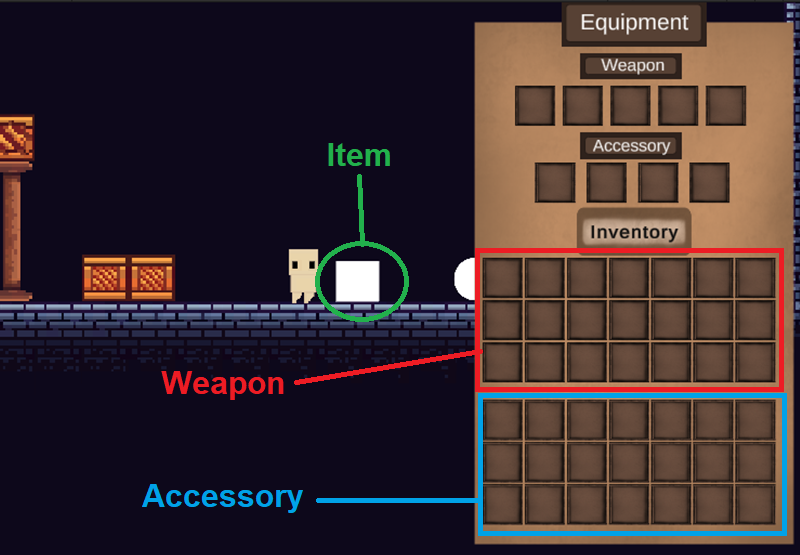 Equipment
Weapon
Accessory
Item
Inventory
Weapon
Accessory